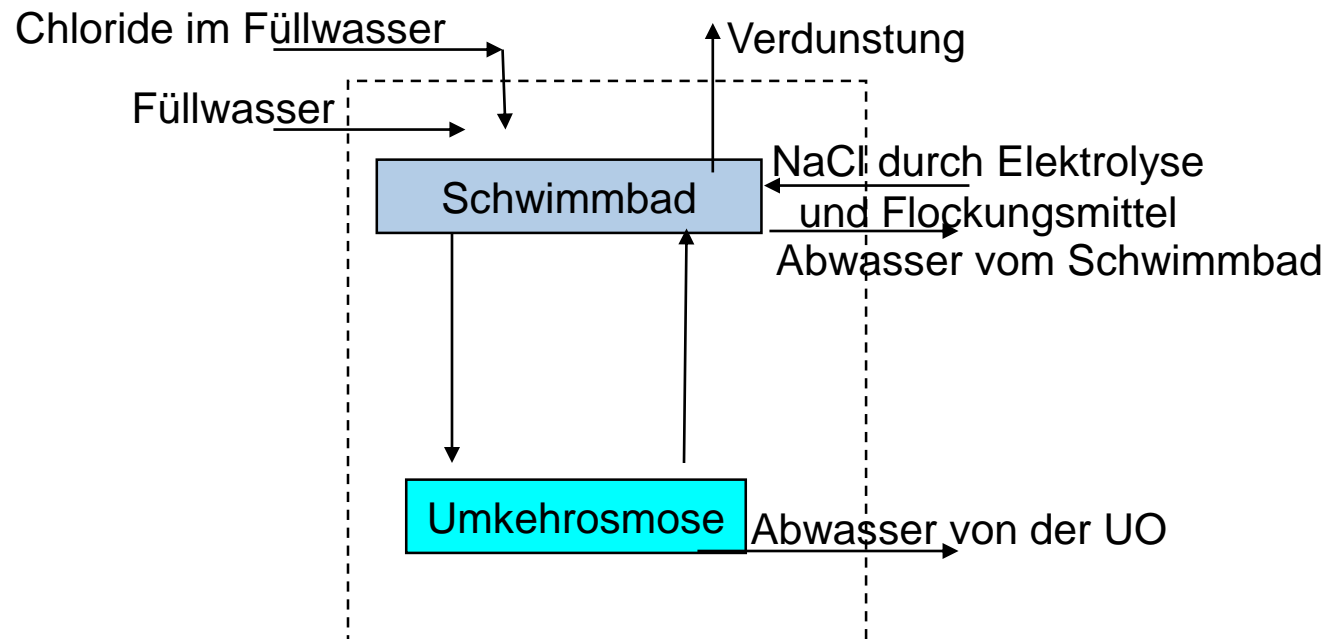 Chloride im Füllwasser
Verdunstung
Füllwasser
NaCl durch Elektrolyse
und Flockungsmittel
Schwimmbad
Abwasser vom Schwimmbad
Umkehrosmose
Abwasser von der UO